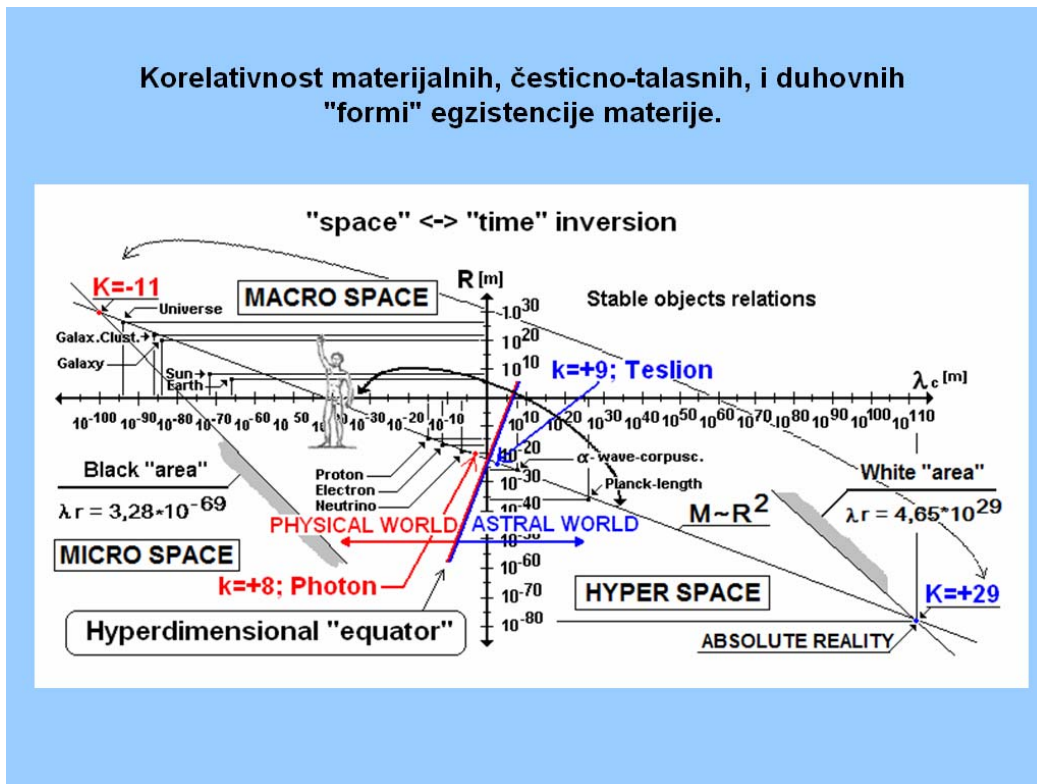 Korelativnost materijalnih, česticno-talasnih, i duhovnih
"formi" egzistencije materije.
"space" <-> "time" inversion
K=-11
R [m]
MACRO SPACE
Stable objects relations
Universe
10^30
Galax.Clust.
10^20
Galaxy
Sun
10^10
Earth
k=+9; Teslion
λc [m]
10^-100 10^-90 10^-80 10^-70 10^-60 10^-50 10^-30 10^-20 10^-10 10^10 10^20 10^30 10^40 10^50 10^60 10^70 10^80 10^90 10^100 10^110
Black "area"
λ r = 3,28*10^-69
Proton
Electron
Neutrino
10^-20
10^-30
10^-40
α- wave-corpusc.
Planck-length
White "area"
λ r = 4,65*10^29
M~R²
PHYSICAL WORLD
ASTRAL WORLD
MICRO SPACE
10^-60
k=+8; Photon
10^-70
HYPER SPACE
K=+29
10^-80
Hyperdimensional "equator"
ABSOLUTE REALITY